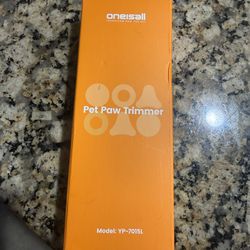 oneisall
Pet Paw Trimmer
Model: YP-7015L